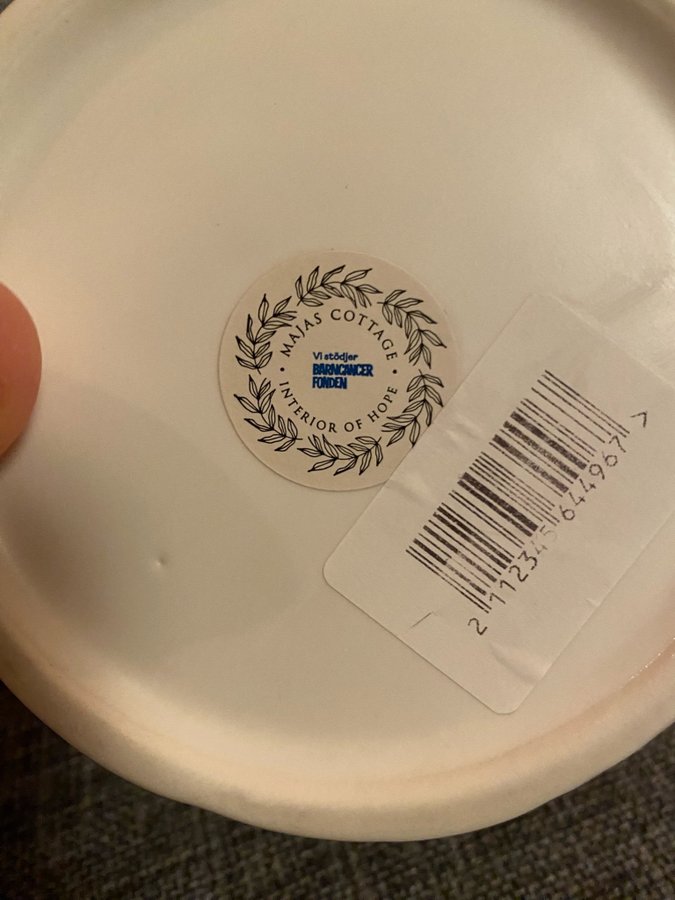 MAJAS COTTAGE
Vi stödjer
BARNCANCER
FONDEN
INTERIOR OF HOPE
2 112345 644967 >